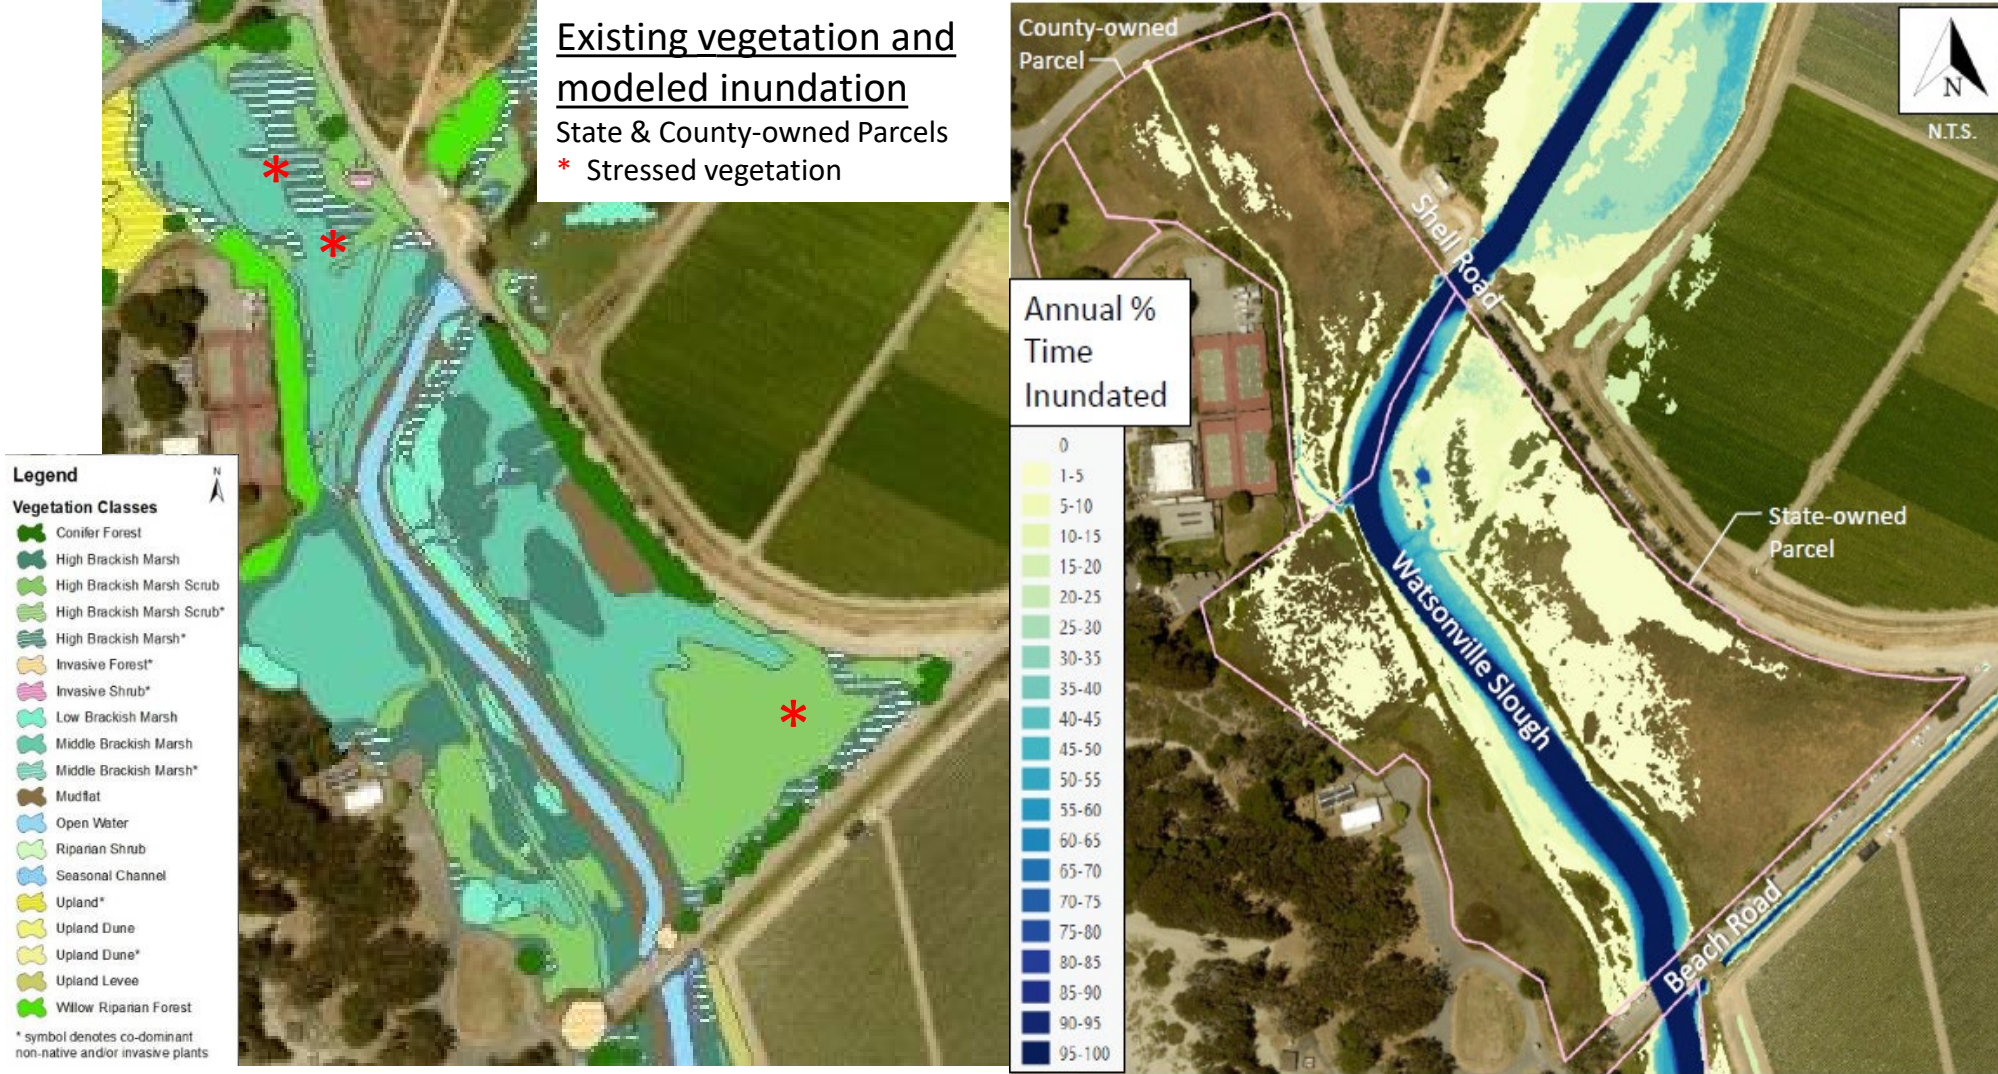 Existing vegetation and
modeled inundation
State & County-owned Parcels
* Stressed vegetation
*
*
*
Legend
N
Vegetation Classes
Conifer Forest
High Brackish Marsh
High Brackish Marsh Scrub
High Brackish Marsh Scrub*
High Brackish Marsh*
Invasive Forest*
Invasive Shrub*
Low Brackish Marsh
Middle Brackish Marsh
Middle Brackish Marsh*
Mudflat
Open Water
Riparian Shrub
Seasonal Channel
Upland*
Upland Dune
Upland Dune*
Upland Levee
Willow Riparian Forest
* symbol denotes co-dominant
non-native and/or invasive plants
County-owned
Parcel
N
N.T.S.
Shell Road
Annual %
Time
Inundated
0
1-5
5-10
10-15
15-20
20-25
25-30
30-35
35-40
40-45
45-50
50-55
55-60
60-65
65-70
70-75
75-80
80-85
85-90
90-95
95-100
State-owned
Parcel
Watsonville Slough
Beach Road